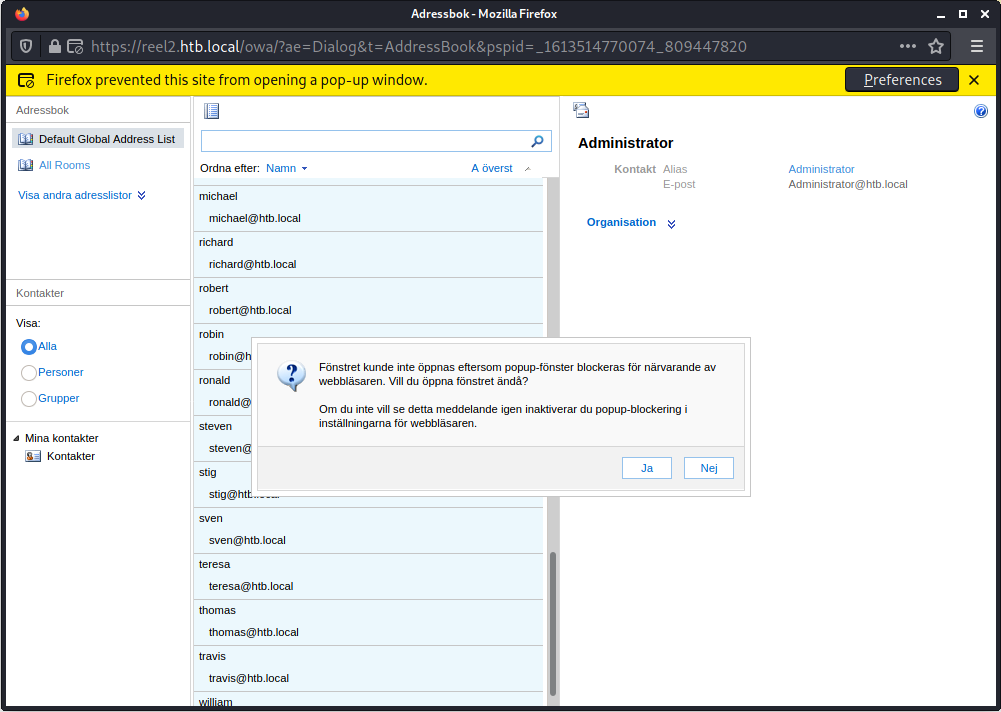 Adressbok - Mozilla Firefox
https://reel2.htb.local/owa/?ae=Dialog&t=AddressBook&pspid=_1613514770074_809447820
Firefox prevented this site from opening a pop-up window.
Preferences
Adressbok
Default Global Address List
All Rooms
Visa andra adresslistor
Kontakter
Visa:
Alla
Personer
Grupper
Mina kontakter
Kontakter
Ordna efter: Namn
A överst
michael
michael@htb.local
richard
richard@htb.local
robert
robert@htb.local
robin
robin@h
ronald
ronald@
steven
steven@
stig
stig@htb.local
sven
sven@htb.local
teresa
teresa@htb.local
thomas
thomas@htb.local
travis
travis@htb.local
william
Administrator
Kontakt Alias Administrator
E-post Administrator@htb.local
Organisation
Fönstret kunde inte öppnas eftersom popup-fönster blockeras för närvarande av
webbläsaren. Vill du öppna fönstret ändå?
Om du inte vill se detta meddelande igen inaktiverar du popup-blockering i
inställningarna för webbläsaren.
Ja
Nej